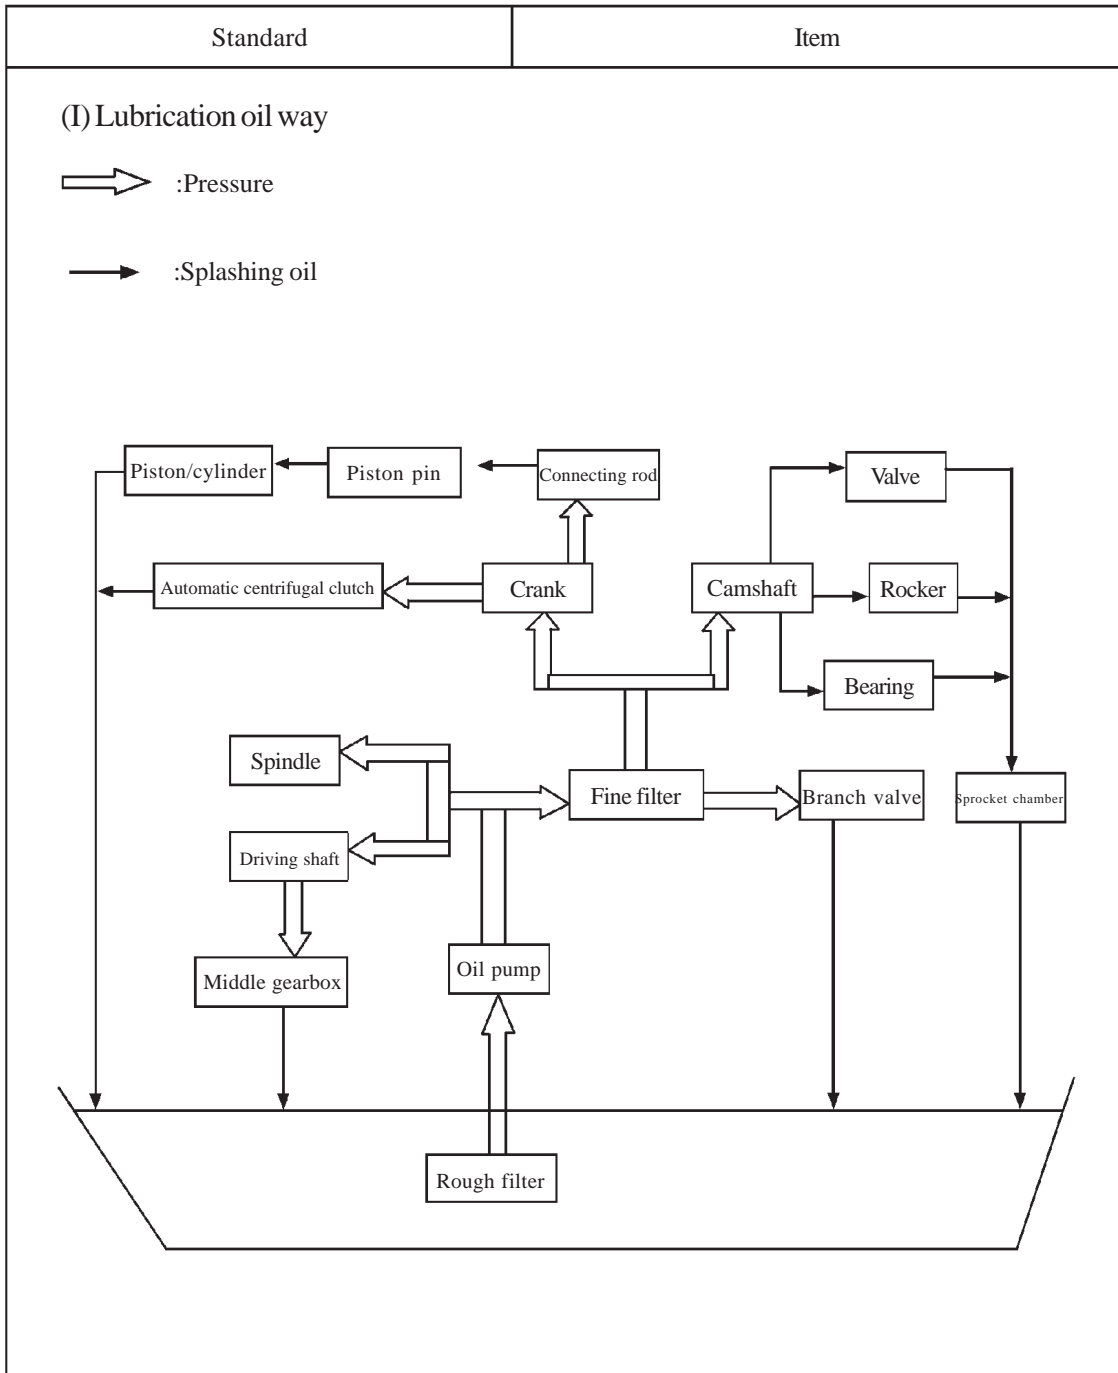 Standard
Item
(I) Lubrication oil way
:Pressure
:Splashing oil
Piston/cylinder
Piston pin
Connecting rod
Valve
Automatic centrifugal clutch
Crank
Camshaft
Rocker
Bearing
Spindle
Fine filter
Branch valve
Sprocket chamber
Driving shaft
Oil pump
Middle gearbox
Rough filter